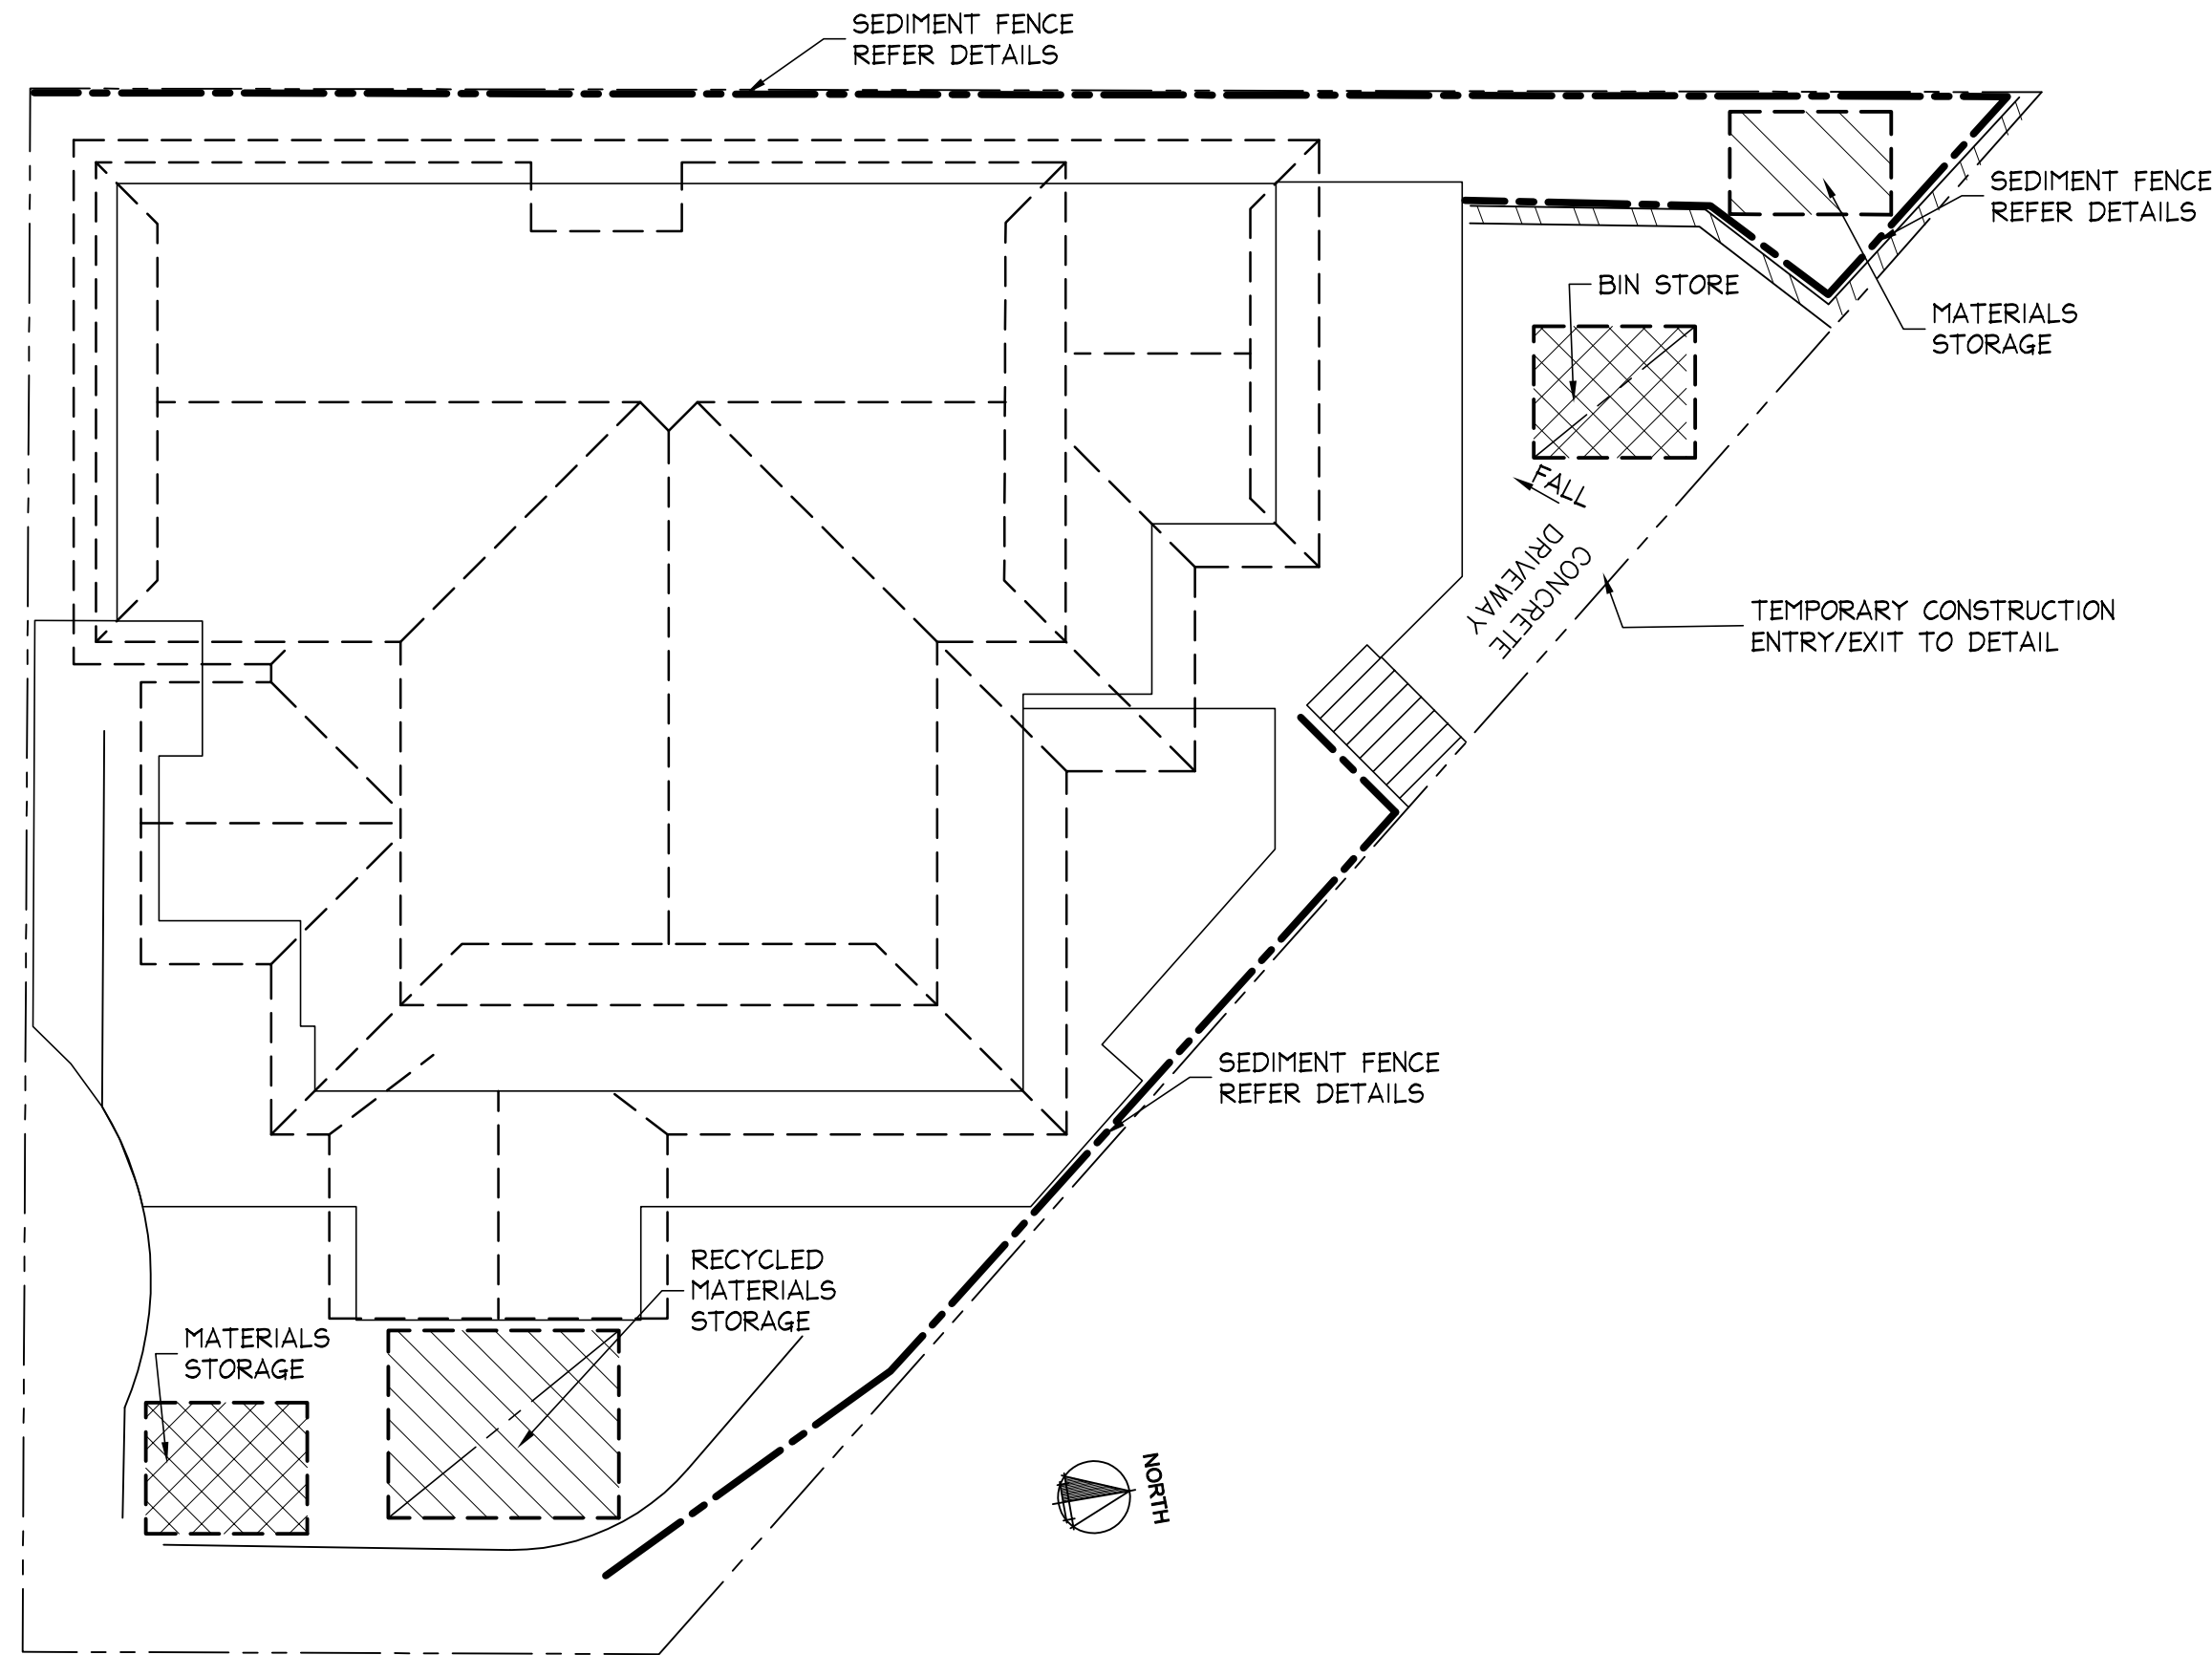 SEDIMENT FENCE
REFER DETAILS
SEDIMENT FENCE
REFER DETAILS
BIN STORE
MATERIALS
STORAGE
FALL
CONCRETE
DRIVEWAY
TEMPORARY CONSTRUCTION
ENTRY/EXIT TO DETAIL
SEDIMENT FENCE
REFER DETAILS
RECYCLED
MATERIALS
STORAGE
MATERIALS
STORAGE
NORTH